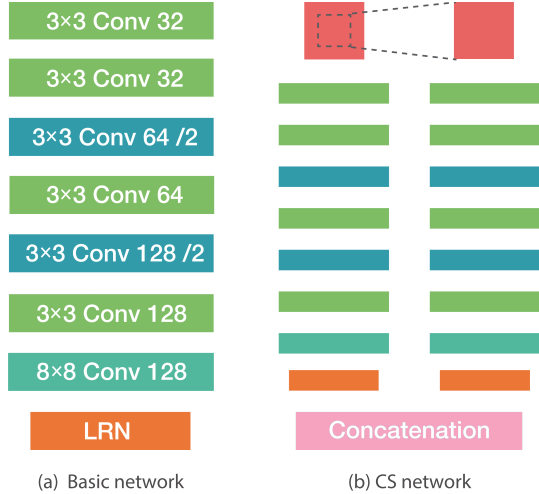 3×3 Conv 32
3×3 Conv 32
3×3 Conv 64 /2
3×3 Conv 64
3×3 Conv 128 /2
3×3 Conv 128
8×8 Conv 128
LRN
(a) Basic network
Concatenation
(b) CS network